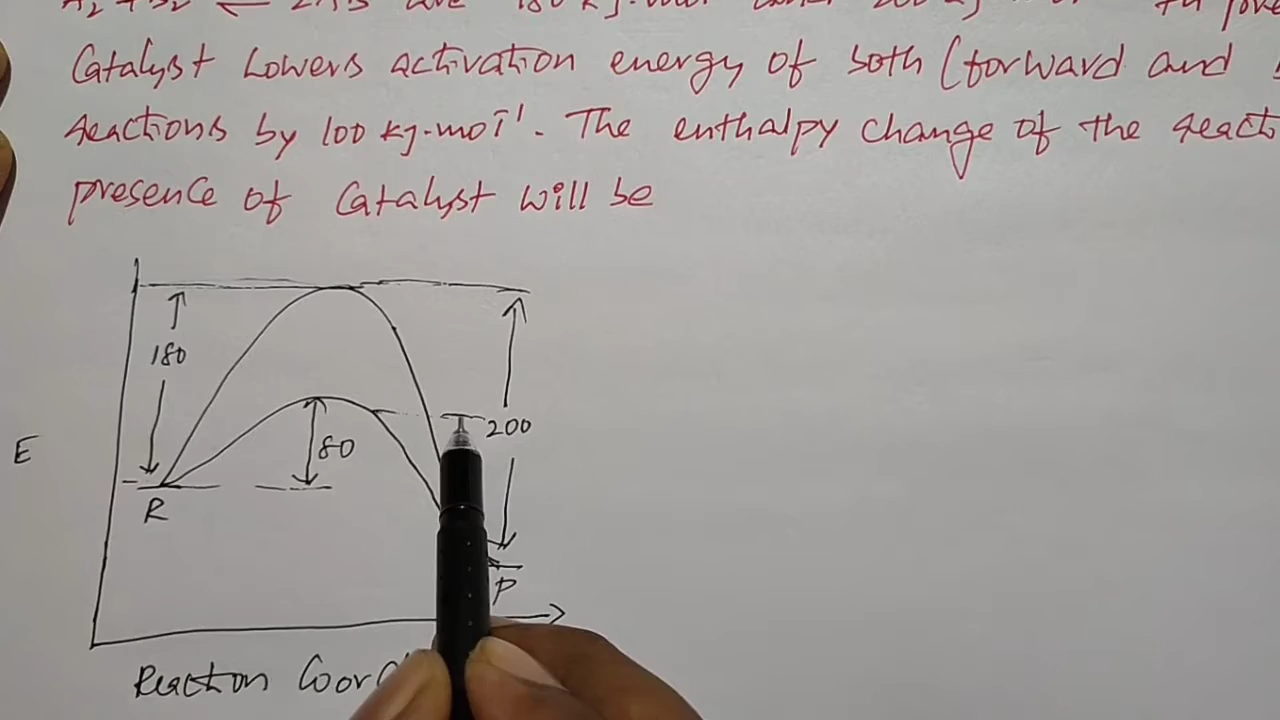 Catalyst Lowers activation energy of both (forward and
reactions by 100 kJ.mol⁻¹. The enthalpy change of the reacti
presence of Catalyst will be
180
80
200
E
R
P
Reaction Coor